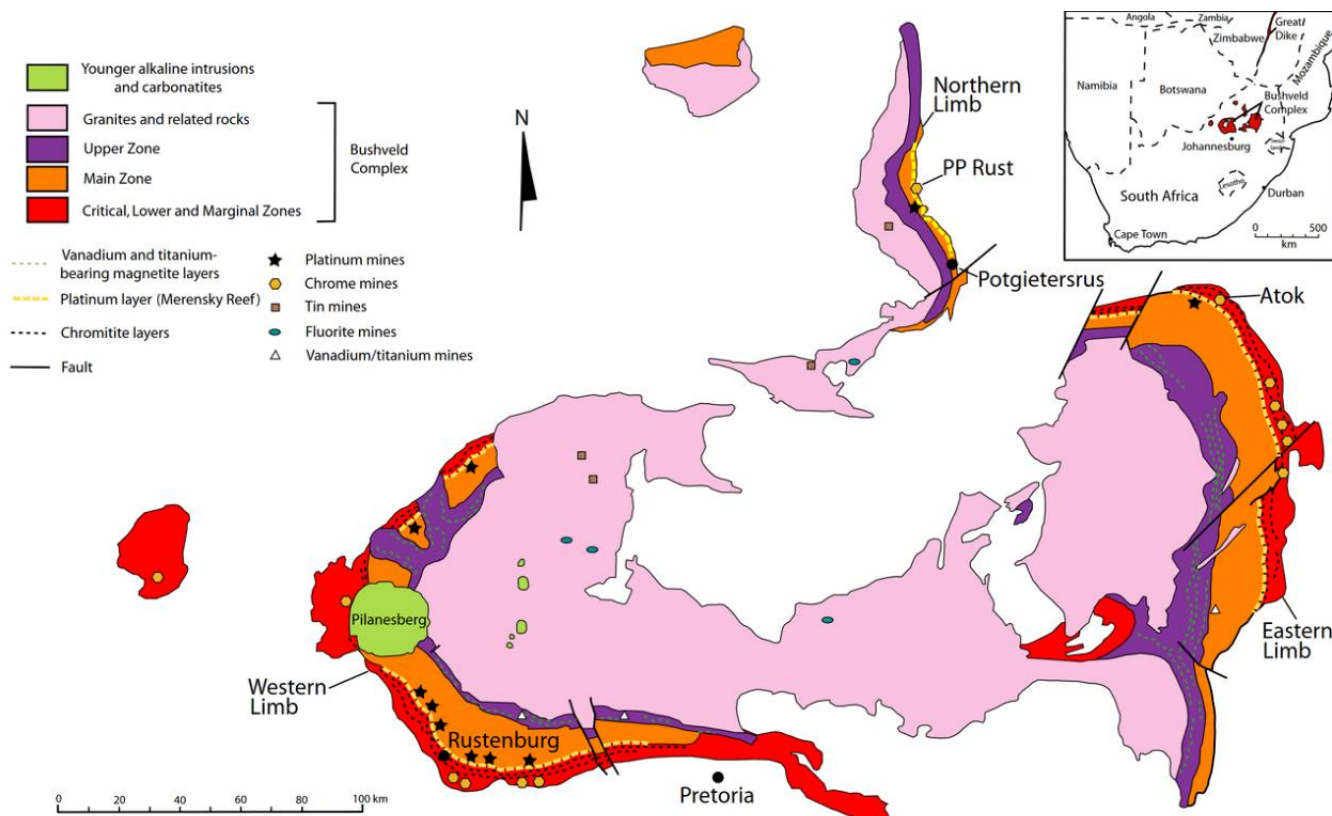 Younger alkaline intrusions
and carbonatites
Granites and related rocks
Upper Zone
Main Zone
Critical, Lower and Marginal Zones
Bushveld
Complex
Vanadium and titanium-
bearing magnetite layers
Platinum layer (Merensky Reef)
Chromitite layers
Fault
Platinum mines
Chrome mines
Tin mines
Fluorite mines
Vanadium/titanium mines
N
Northern
Limb
PP Rust
Potgietersrus
Angola
Zambia
Zimbabwe
Great
Dike
Mozambique
Namibia
Botswana
Bushveld
Complex
Johannesburg
South Africa
Lesotho
Durban
Cape Town
0 500
km
Atok
Pilanesberg
Western
Limb
Rustenburg
Eastern
Limb
Pretoria
0 20 40 60 80 100 km